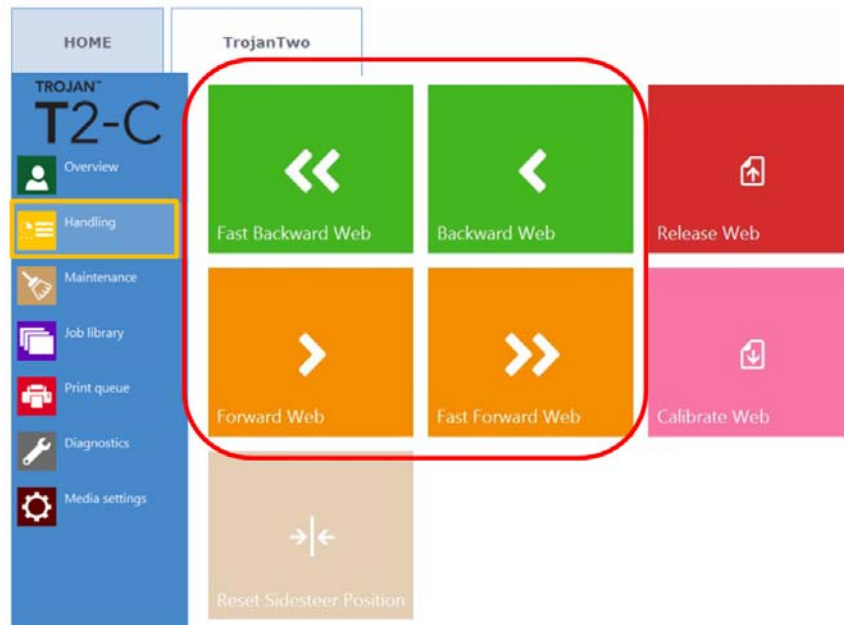 HOME
TrojanTwo
TROJAN™
T2-C
Overview
Handling
Maintenance
Job library
Print queue
Diagnostics
Media settings
Fast Backward Web
Backward Web
Release Web
Forward Web
Fast Forward Web
Calibrate Web
Reset Sidesteer Position